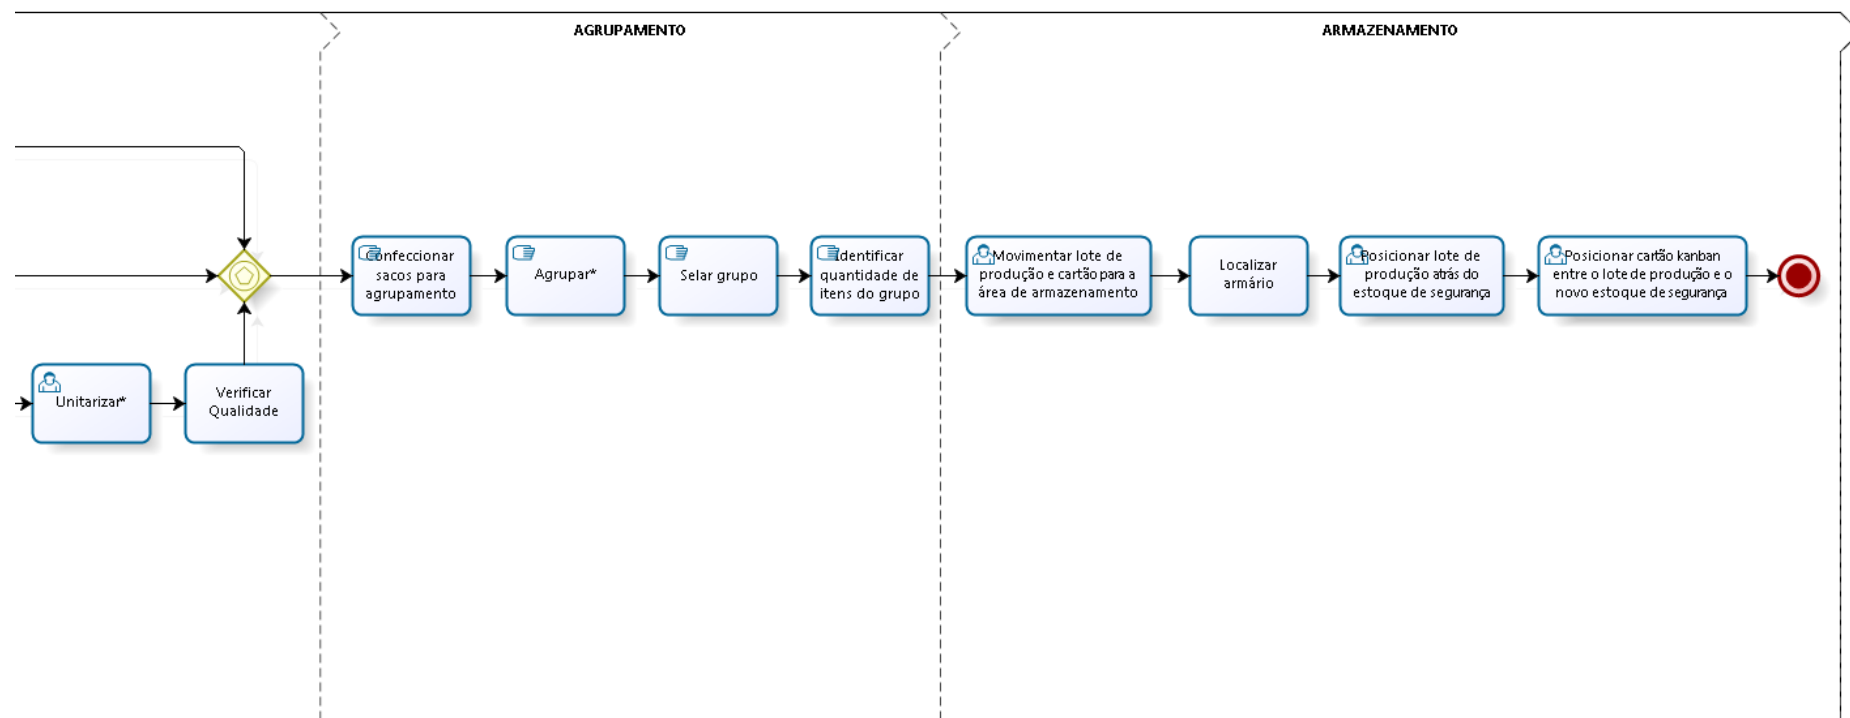 AGRUPAMENTO
ARMAZENAMENTO
Confeccionar
sacos para
agrupamento
Agrupar*
Selar grupo
Identificar
quantidade de
itens do grupo
Movimentar lote de
produção e cartão para a
área de armazenamento
Localizar
armário
Posicionar lote de
produção atrás do
estoque de segurança
Posicionar cartão kanban
entre o lote de produção e o
novo estoque de segurança
Unitarizar*
Verificar
Qualidade